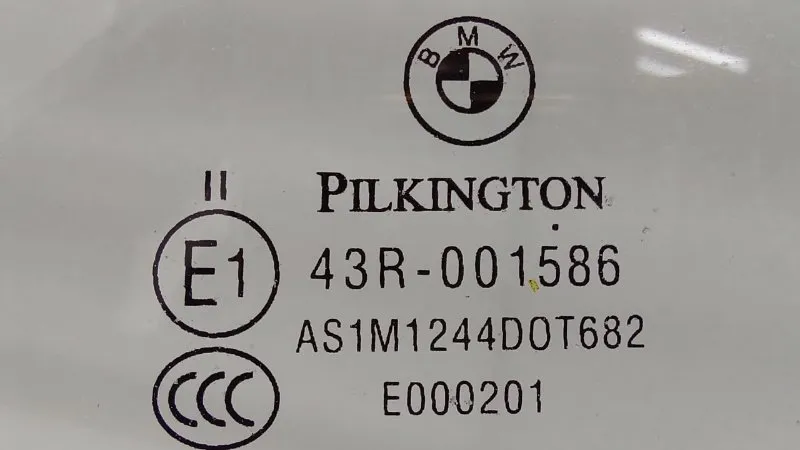 BMW
PILKINGTON
II
E1
43R-001586
AS1M1244DOT682
CCC
E000201